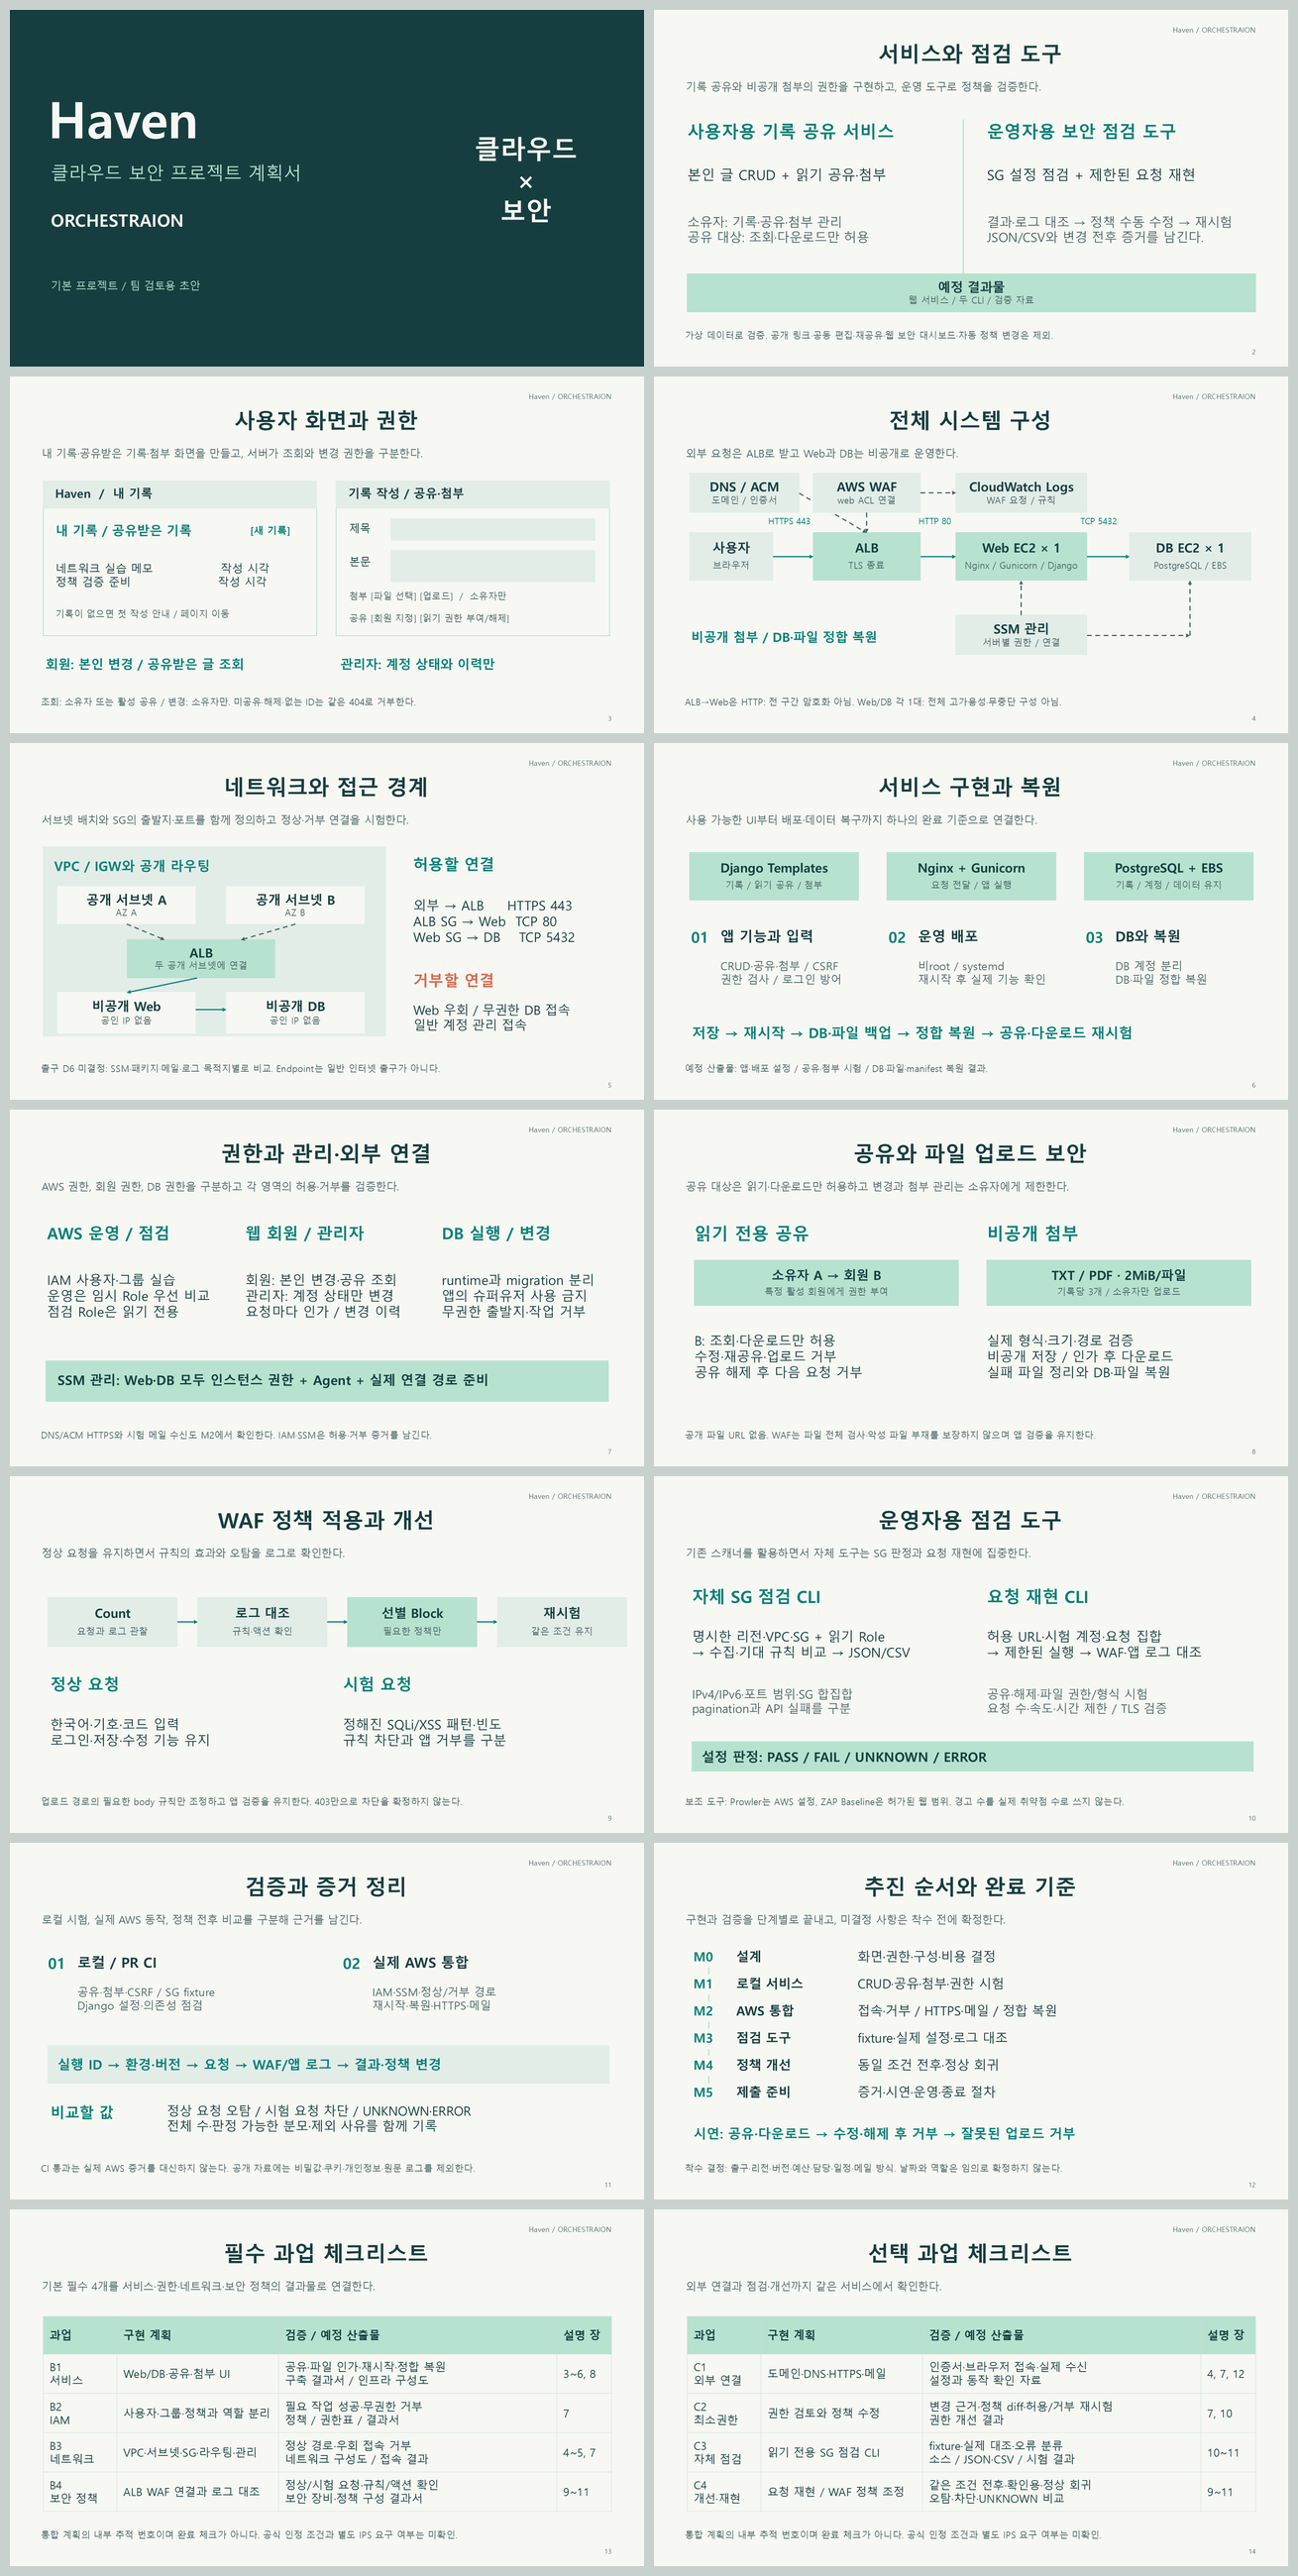 Haven
클라우드 보안 프로젝트 계획서
ORCHESTRAION
기본 프로젝트 / 팀 검토용 초안
클라우드
×
보안
Haven / ORCHESTRAION
서비스와 점검 도구
기록 공유와 비공개 첨부의 권한을 구현하고, 운영 도구로 정책을 검증한다.
사용자용 기록 공유 서비스
본인 글 CRUD + 읽기 공유·첨부
소유자: 기록·공유·첨부 관리
공유 대상: 조회·다운로드만 허용
운영자용 보안 점검 도구
SG 설정 점검 + 제한된 요청 재현
결과·로그 대조 → 정책 수동 수정 → 재시험
JSON/CSV와 변경 전후 증거를 남긴다.
예정 결과물
웹 서비스 / 두 CLI / 검증 자료
가상 데이터로 검증. 공개 링크·공동 편집·재공유·웹 보안 대시보드·자동 정책 변경은 제외.
2
Haven / ORCHESTRAION
사용자 화면과 권한
내 기록·공유받은 기록·첨부 화면을 만들고, 서버가 조회와 변경 권한을 구분한다.
Haven / 내 기록
내 기록 / 공유받은 기록 [새 기록]
네트워크 실습 메모 작성 시각
정책 검증 준비 작성 시각
기록이 없으면 첫 작성 안내 / 페이지 이동
기록 작성 / 공유·첨부
제목
본문
첨부 [파일 선택] [업로드] / 소유자만
공유 [회원 지정] [읽기 권한 부여/해제]
회원: 본인 변경 / 공유받은 글 조회
관리자: 계정 상태와 이력만
조회: 소유자 또는 활성 공유 / 변경: 소유자만. 미공유·해제·없는 ID는 같은 404로 거부한다.
3
Haven / ORCHESTRAION
전체 시스템 구성
외부 요청은 ALB로 받고 Web과 DB는 비공개로 운영한다.
DNS / ACM
도메인 / 인증서
AWS WAF
web ACL 연결
CloudWatch Logs
WAF 요청 / 규칙
HTTPS 443
HTTP 80
TCP 5432
사용자
브라우저
ALB
TLS 종료
Web EC2 × 1
Nginx / Gunicorn / Django
DB EC2 × 1
PostgreSQL / EBS
비공개 첨부 / DB·파일 정합 복원
SSM 관리
서버별 권한 / 연결
ALB→Web은 HTTP: 전 구간 암호화 아님. Web/DB 각 1대: 전체 고가용성·무중단 구성 아님.
4
Haven / ORCHESTRAION
네트워크와 접근 경계
서브넷 배치와 SG의 출발지·포트를 함께 정의하고 정상·거부 연결을 시험한다.
VPC / IGW와 공개 라우팅
공개 서브넷 A
AZ A
공개 서브넷 B
AZ B
ALB
두 공개 서브넷에 연결
비공개 Web
공인 IP 없음
비공개 DB
공인 IP 없음
허용할 연결
외부 → ALB HTTPS 443
ALB SG → Web TCP 80
Web SG → DB TCP 5432
거부할 연결
Web 우회 / 무권한 DB 접속
일반 계정 관리 접속
출구 D6 미결정: SSM·패키지·메일·로그 목적지별로 비교. Endpoint는 일반 인터넷 출구가 아니다.
5
Haven / ORCHESTRAION
서비스 구현과 복원
사용 가능한 UI부터 배포·데이터 복구까지 하나의 완료 기준으로 연결한다.
Django Templates
기록 / 읽기 공유 / 첨부
Nginx + Gunicorn
요청 전달 / 앱 실행
PostgreSQL + EBS
기록 / 계정 / 데이터 유지
01 앱 기능과 입력
CRUD·공유·첨부 / CSRF
권한 검사 / 로그인 방어
02 운영 배포
비root / systemd
재시작 후 실제 기능 확인
03 DB와 복원
DB 계정 분리
DB·파일 정합 복원
저장 → 재시작 → DB·파일 백업 → 정합 복원 → 공유·다운로드 재시험
예정 산출물: 앱·배포 설정 / 공유·첨부 시험 / DB·파일·manifest 복원 결과.
6
Haven / ORCHESTRAION
권한과 관리·외부 연결
AWS 권한, 회원 권한, DB 권한을 구분하고 각 영역의 허용·거부를 검증한다.
AWS 운영 / 점검
IAM 사용자·그룹 실습
운영은 임시 Role 우선 비교
점검 Role은 읽기 전용
웹 회원 / 관리자
회원: 본인 변경·공유 조회
관리자: 계정 상태만 변경
요청마다 인가 / 변경 이력
DB 실행 / 변경
runtime과 migration 분리
앱의 슈퍼유저 사용 금지
무권한 출발지·작업 거부
SSM 관리: Web·DB 모두 인스턴스 권한 + Agent + 실제 연결 경로 준비
DNS/ACM HTTPS와 시험 메일 수신도 M2에서 확인한다. IAM·SSM은 허용·거부 증거를 남긴다.
7
Haven / ORCHESTRAION
공유와 파일 업로드 보안
공유 대상은 읽기·다운로드만 허용하고 변경과 첨부 관리는 소유자에게 제한한다.
읽기 전용 공유
소유자 A → 회원 B
특정 활성 회원에게 권한 부여
B: 조회·다운로드만 허용
수정·재공유·업로드 거부
공유 해제 후 다음 요청 거부
비공개 첨부
TXT / PDF · 2MiB/파일
기록당 3개 / 소유자만 업로드
실제 형식·크기·경로 검증
비공개 저장 / 인가 후 다운로드
실패 파일 정리와 DB·파일 복원
공개 파일 URL 없음. WAF는 파일 전체 검사·악성 파일 부재를 보장하지 않으며 앱 검증을 유지한다.
8
Haven / ORCHESTRAION
WAF 정책 적용과 개선
정상 요청을 유지하면서 규칙의 효과와 오탐을 로그로 확인한다.
Count
요청과 로그 관찰
로그 대조
규칙·액션 확인
선별 Block
필요한 정책만
재시험
같은 조건 유지
정상 요청
한국어·기호·코드 입력
로그인·저장·수정 기능 유지
시험 요청
정해진 SQLi/XSS 패턴·빈도
규칙 차단과 앱 거부를 구분
업로드 경로의 필요한 body 규칙만 조정하고 앱 검증을 유지한다. 403만으로 차단을 확정하지 않는다.
9
Haven / ORCHESTRAION
운영자용 점검 도구
기존 스캐너를 활용하면서 자체 도구는 SG 판정과 요청 재현에 집중한다.
자체 SG 점검 CLI
명시한 리전·VPC·SG + 읽기 Role
→ 수집·기대 규칙 비교 → JSON/CSV
IPv4/IPv6·포트 범위·SG 합집합
pagination과 API 실패를 구분
요청 재현 CLI
허용 URL·시험 계정·요청 집합
→ 제한된 실행 → WAF·앱 로그 대조
공유·해제·파일 권한/형식 시험
요청 수·속도·시간 제한 / TLS 검증
설정 판정: PASS / FAIL / UNKNOWN / ERROR
보조 도구: Prowler는 AWS 설정, ZAP Baseline은 허가된 웹 범위. 경고 수를 실제 취약점 수로 쓰지 않는다.
10
Haven / ORCHESTRAION
검증과 증거 정리
로컬 시험, 실제 AWS 동작, 정책 전후 비교를 구분해 근거를 남긴다.
01 로컬 / PR CI
공유·첨부·CSRF / SG fixture
Django 설정·의존성 점검
02 실제 AWS 통합
IAM·SSM·정상/거부 경로
재시작·복원·HTTPS·메일
실행 ID → 환경·버전 → 요청 → WAF/앱 로그 → 결과·정책 변경
비교할 값
정상 요청 오탐 / 시험 요청 차단 / UNKNOWN·ERROR
전체 수·판정 가능한 분모·제외 사유를 함께 기록
CI 통과는 실제 AWS 증거를 대신하지 않는다. 공개 자료에는 비밀값·쿠키·개인정보·원문 로그를 제외한다.
11
Haven / ORCHESTRAION
추진 순서와 완료 기준
구현과 검증을 단계별로 끝내고, 미결정 사항은 착수 전에 확정한다.
M0 설계 화면·권한·구성·비용 결정
M1 로컬 서비스 CRUD·공유·첨부·권한 시험
M2 AWS 통합 접속·거부 / HTTPS·메일 / 정합 복원
M3 점검 도구 fixture·실제 설정·로그 대조
M4 정책 개선 동일 조건 전후·정상 회귀
M5 제출 준비 증거·시연·운영·종료 절차
시연: 공유·다운로드 → 수정·해제 후 거부 → 잘못된 업로드 거부
착수 결정: 출구·리전·버전·예산·담당·일정·메일 방식. 날짜와 역할은 임의로 확정하지 않는다.
12
Haven / ORCHESTRAION
필수 과업 체크리스트
기본 필수 4개를 서비스·권한·네트워크·보안 정책의 결과물로 연결한다.
과업 구현 계획 검증 / 예정 산출물 설명 장
B1
서비스
Web/DB·공유·첨부 UI
공유·파일 인가·재시작·정합 복원
구축 결과서 / 인프라 구성도
3~6, 8
B2
IAM
사용자·그룹·정책과 역할 분리
필요 작업 성공·무권한 거부
정책 / 권한표 / 결과서
7
B3
네트워크
VPC·서브넷·SG·라우팅·관리
정상 경로·우회 접속 거부
네트워크 구성도 / 접속 결과
4~5, 7
B4
보안 정책
ALB WAF 연결과 로그 대조
정상/시험 요청·규칙/액션 확인
보안 장비·정책 구성 결과서
9~11
통합 계획의 내부 추적 번호이며 완료 체크가 아니다. 공식 인정 조건과 별도 IPS 요구 여부는 미확인.
13
Haven / ORCHESTRAION
선택 과업 체크리스트
외부 연결과 점검·개선까지 같은 서비스에서 확인한다.
과업 구현 계획 검증 / 예정 산출물 설명 장
C1
외부 연결
도메인·DNS·HTTPS·메일
인증서·브라우저 접속·실제 수신
설정과 동작 확인 자료
4, 7, 12
C2
최소권한
권한 검토와 정책 수정
변경 근거·정책 diff·허용/거부 재시험
권한 개선 결과
7, 10
C3
자체 점검
읽기 전용 SG 점검 CLI
fixture·실제 대조·오류 분류
소스 / JSON·CSV / 시험 결과
10~11
C4
개선·재현
요청 재현 / WAF 정책 조정
같은 조건 전후·확인용·정상 회귀
오탐·차단·UNKNOWN 비교
9~11
통합 계획의 내부 추적 번호이며 완료 체크가 아니다. 공식 인정 조건과 별도 IPS 요구 여부는 미확인.
14